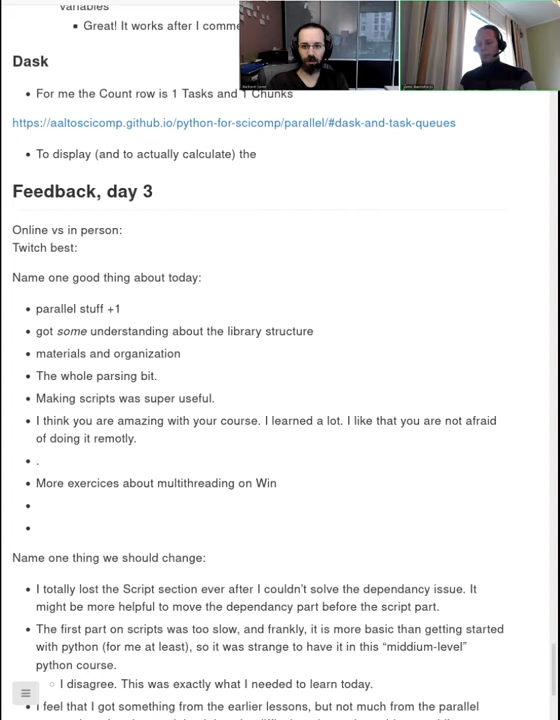 variables
Great! It works after I comme
Dask
For me the Count row is 1 Tasks and 1 Chunks
https://aaltoscicomp.github.io/python-for-scicomp/parallel/#dask-and-task-queues
To display (and to actually calculate) the
Feedback, day 3
Online vs in person:
Twitch best:
Name one good thing about today:
parallel stuff +1
got some understanding about the library structure
materials and organization
The whole parsing bit.
Making scripts was super useful.
I think you are amazing with your course. I learned a lot. I like that you are not afraid
of doing it remotly.
.
More exercices about multithreading on Win
Name one thing we should change:
I totally lost the Script section ever after I couldn't solve the dependancy issue. It
might be more helpful to move the dependancy part before the script part.
The first part on scripts was too slow, and frankly, it is more basic than getting started
with python (for me at least), so it was strange to have it in this “middium-level”
python course.
I disagree. This was exactly what I needed to learn today.
I feel that I got something from the earlier lessons, but not much from the parallel